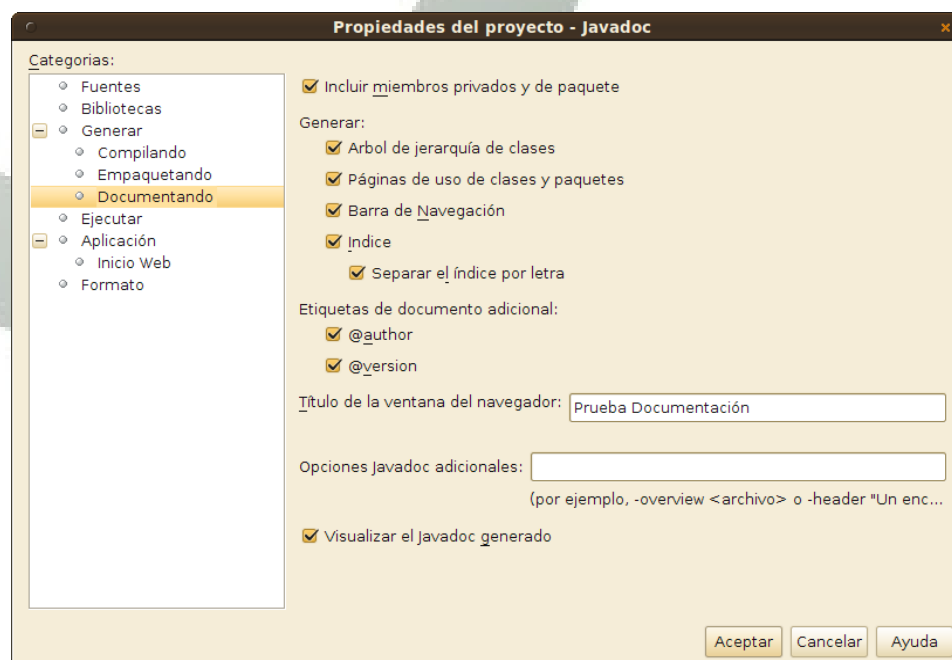 Propiedades del proyecto - Javadoc
Categorias:
Fuentes
Bibliotecas
Generar
Compilando
Empaquetando
Documentando
Ejecutar
Aplicación
Inicio Web
Formato
Incluir miembros privados y de paquete
Generar:
Arbol de jerarquía de clases
Páginas de uso de clases y paquetes
Barra de Navegación
Indice
Separar el índice por letra
Etiquetas de documento adicional:
@author
@version
Título de la ventana del navegador: Prueba Documentación
Opciones Javadoc adicionales:
(por ejemplo, -overview <archivo> o -header "Un enc...
Visualizar el Javadoc generado
Aceptar Cancelar Ayuda